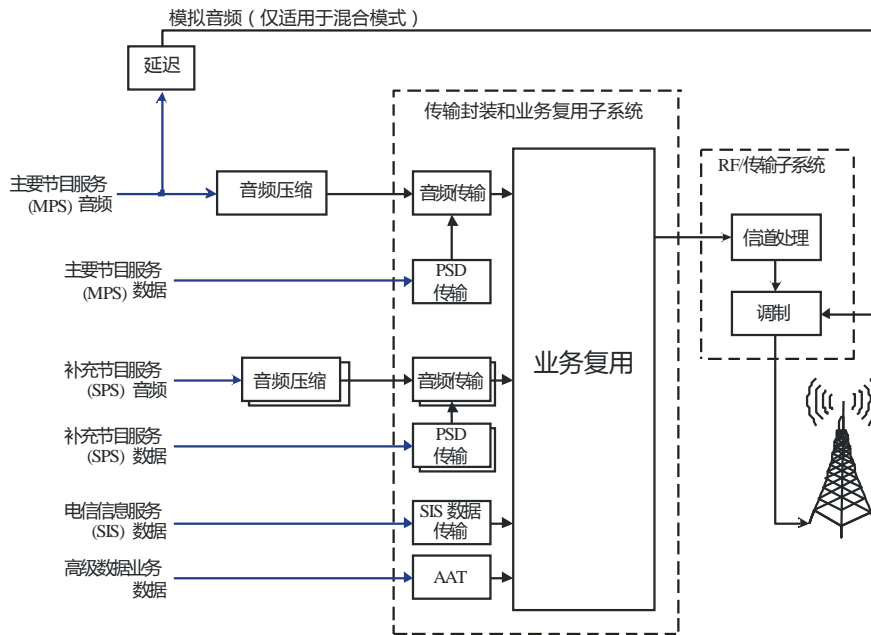 模拟音频（仅适用于混合模式）
延迟
传输封装和业务复用子系统
RF/传输子系统
主要节目服务
(MPS) 音频
音频压缩
音频传输
信道处理
主要节目服务
(MPS) 数据
PSD
传输
调制
业务复用
补充节目服务
(SPS) 音频
音频压缩
音频传输
补充节目服务
(SPS) 数据
PSD
传输
电信信息服务
(SIS) 数据
SIS 数据
传输
高级数据业务
数据
AAT